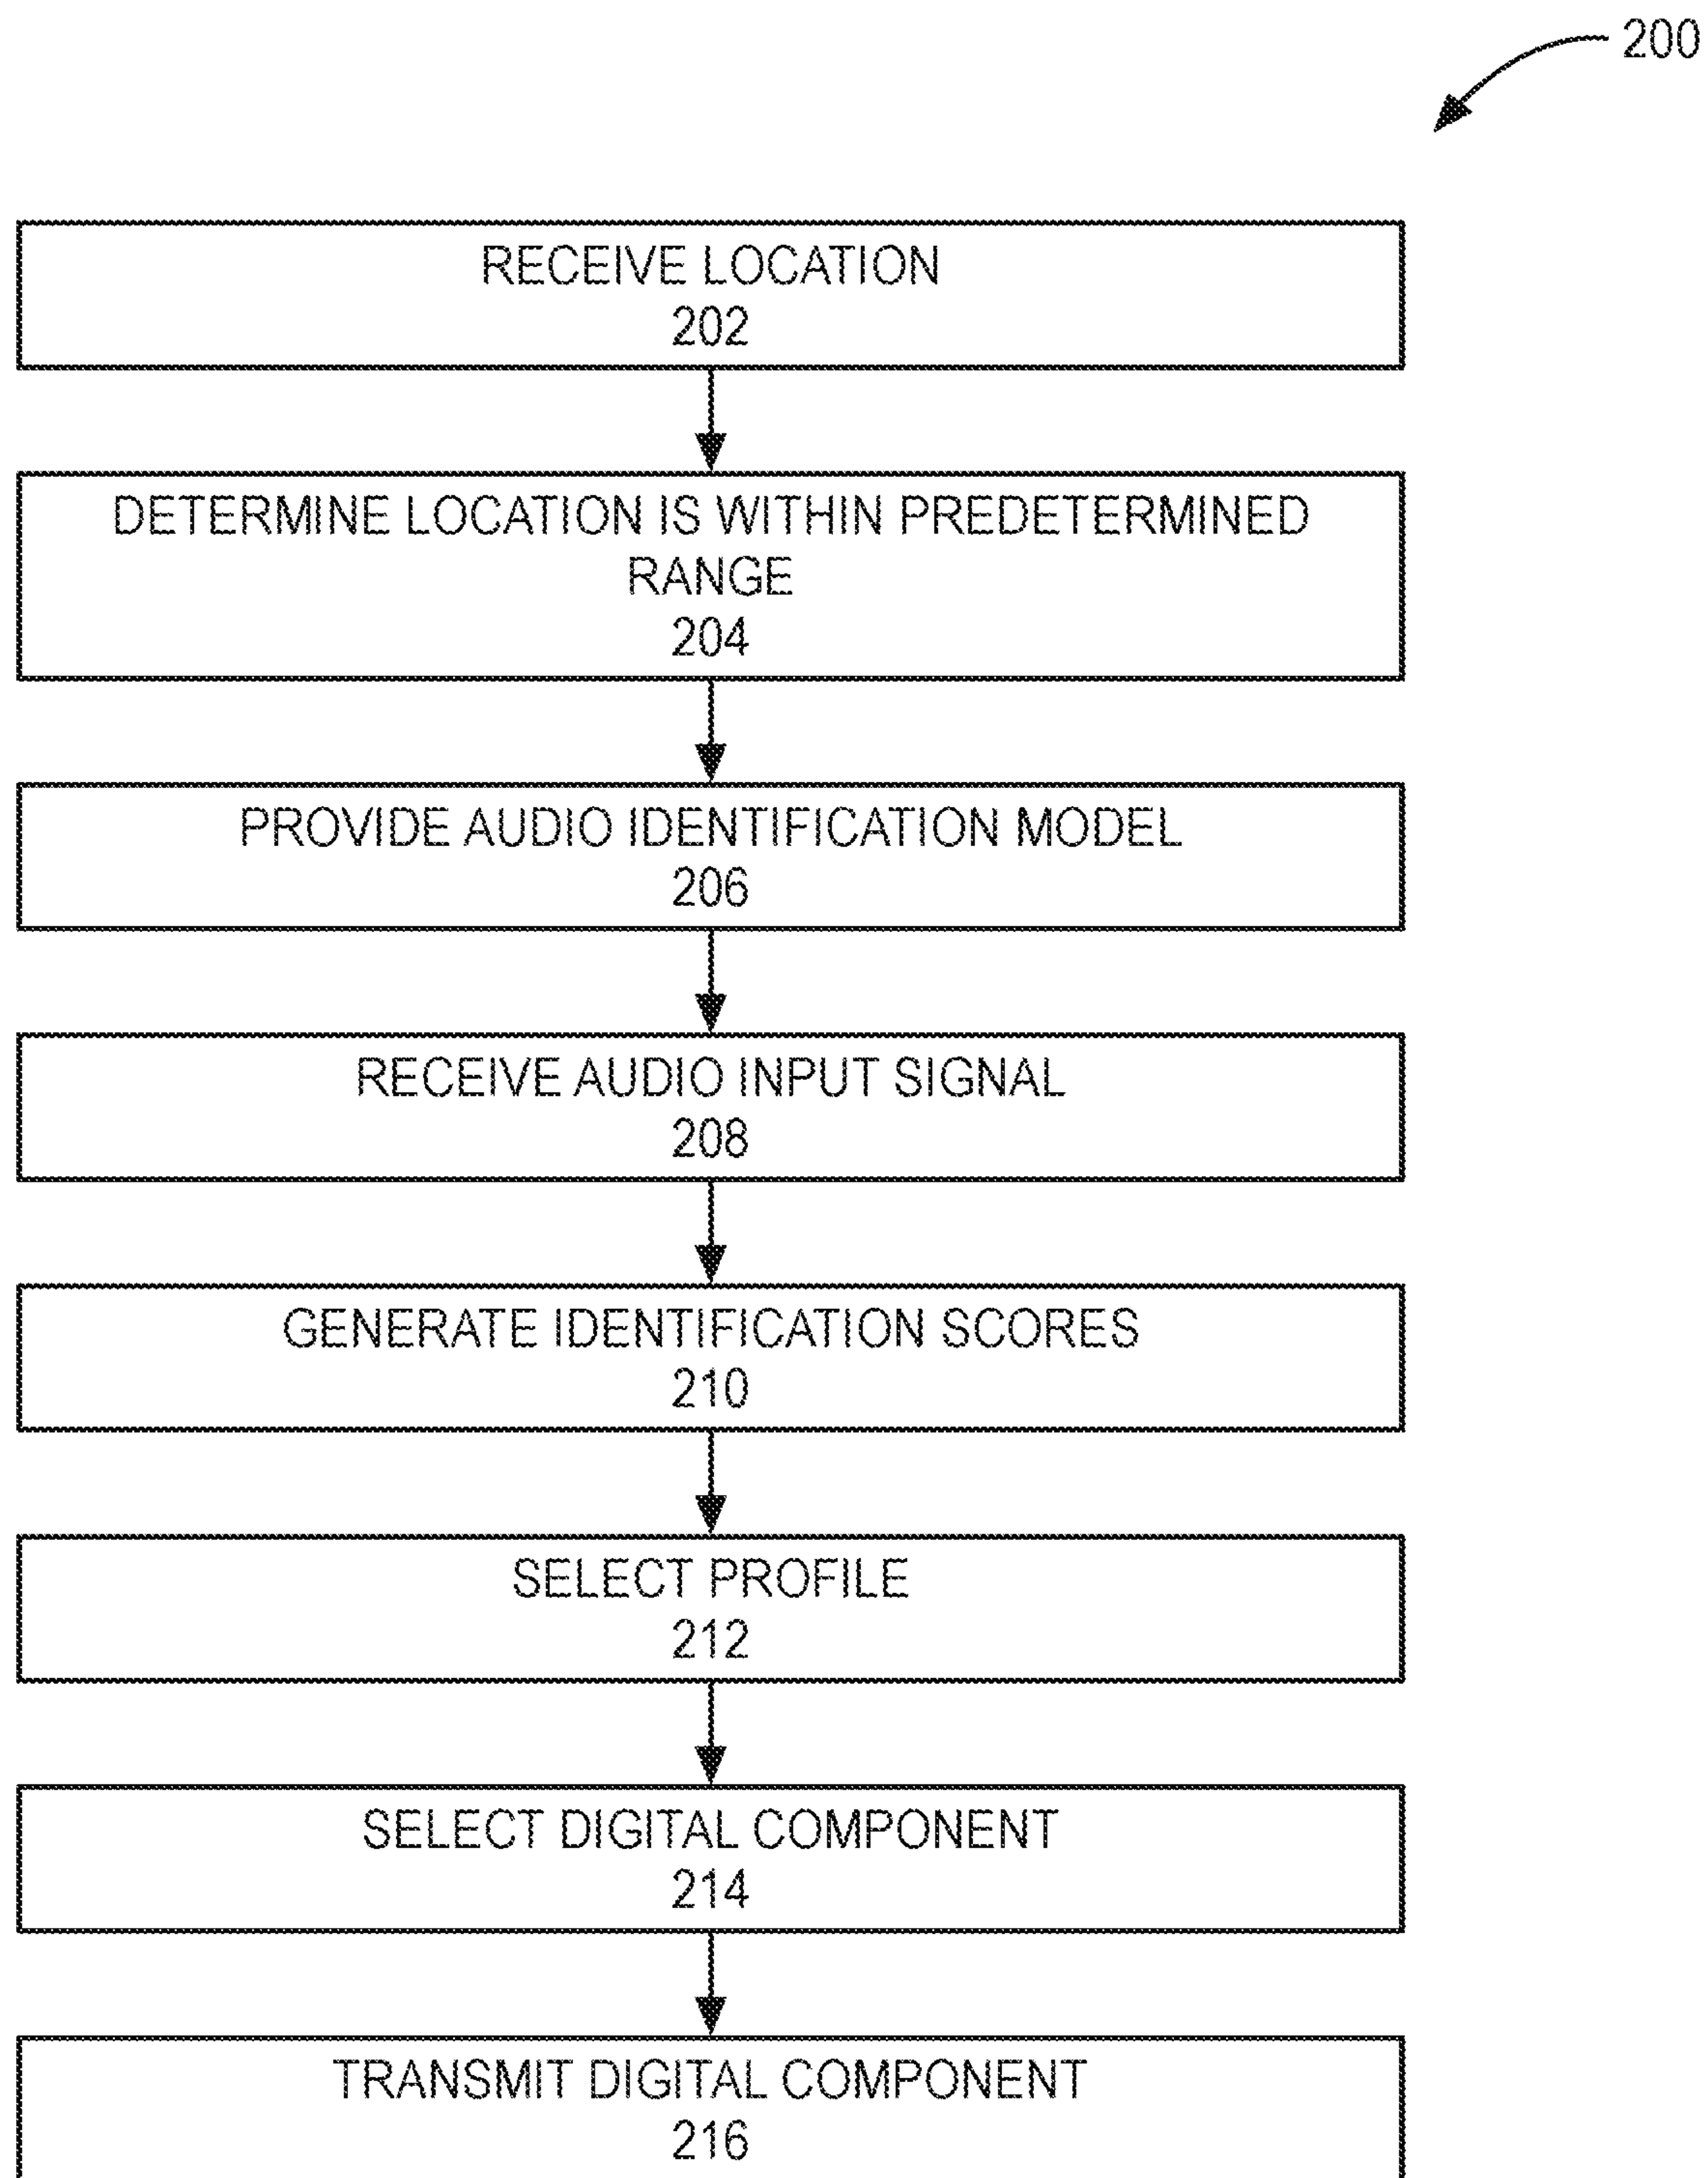 200
RECEIVE LOCATION
202
DETERMINE LOCATION IS WITHIN PREDETERMINED
RANGE
204
PROVIDE AUDIO IDENTIFICATION MODEL
206
RECEIVE AUDIO INPUT SIGNAL
208
GENERATE IDENTIFICATION SCORES
210
SELECT PROFILE
212
SELECT DIGITAL COMPONENT
214
TRANSMIT DIGITAL COMPONENT
216